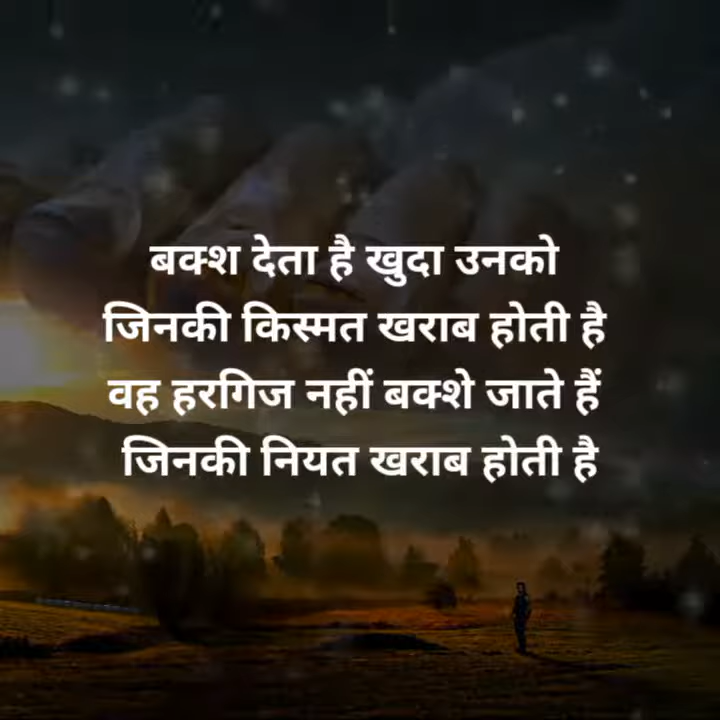 बक्श देता है खुदा उनको
जिनकी किस्मत खराब होती है
वह हरगिज नहीं बक्शे जाते हैं
जिनकी नियत खराब होती है